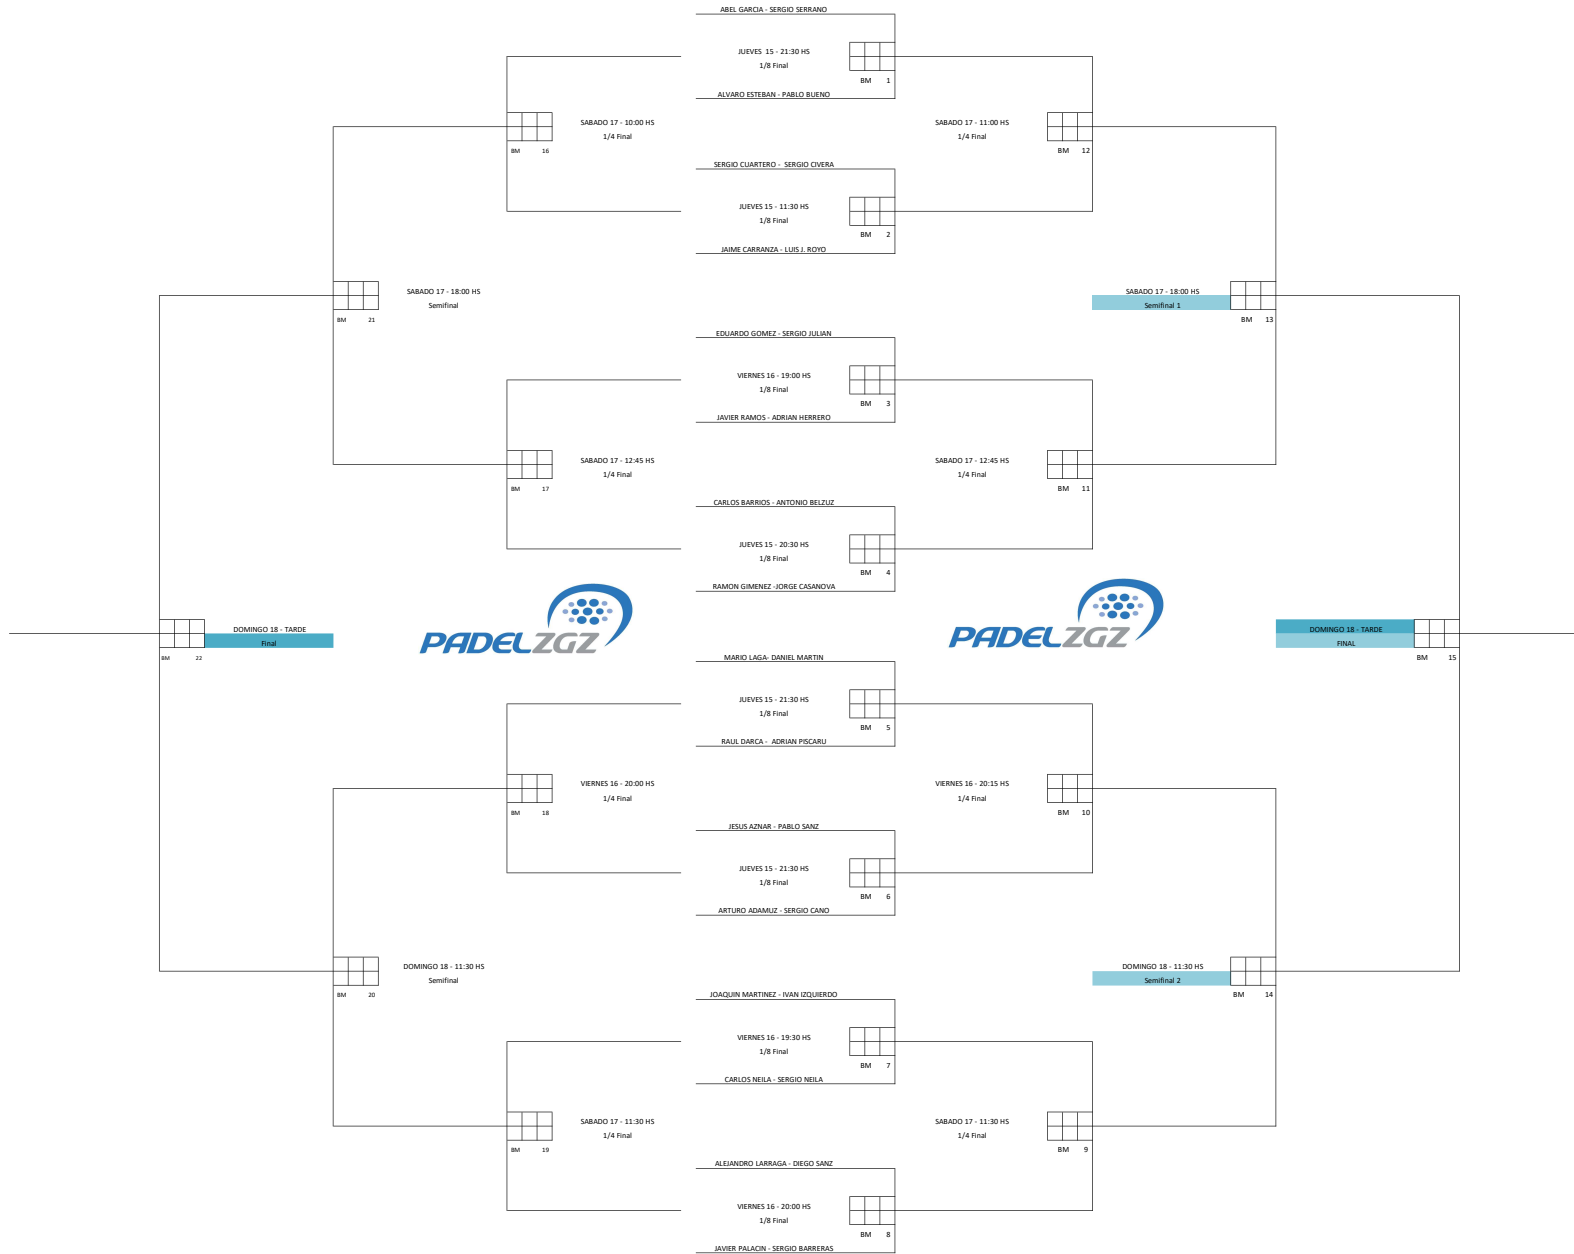 ABEL GARCIA - SERGIO SERRANO
JUEVES 15 - 21:30 HS
1/8 Final
BM 1
ALVARO ESTEBAN - PABLO BUENO
SABADO 17 - 10:00 HS
1/4 Final
BM 16
SABADO 17 - 11:00 HS
1/4 Final
BM 12
SERGIO CUARTERO - SERGIO CIVERA
JUEVES 15 - 11:30 HS
1/8 Final
BM 2
JAIME CARRANZA - LUIS J. ROYO
SABADO 17 - 18:00 HS
Semifinal
BM 21
SABADO 17 - 18:00 HS
Semifinal 1
BM 13
EDUARDO GOMEZ - SERGIO JULIAN
VIERNES 16 - 19:00 HS
1/8 Final
BM 3
JAVIER RAMOS - ADRIAN HERRERO
SABADO 17 - 12:45 HS
1/4 Final
BM 17
SABADO 17 - 12:45 HS
1/4 Final
BM 11
CARLOS BARRIOS - ANTONIO BELZUZ
JUEVES 15 - 20:30 HS
1/8 Final
BM 4
RAMON GIMENEZ -JORGE CASANOVA
DOMINGO 18 - TARDE
Final
BM 22
PADELZGZ
PADELZGZ
DOMINGO 18 - TARDE
FINAL
BM 15
MARIO LAGA- DANIEL MARTIN
JUEVES 15 - 21:30 HS
1/8 Final
BM 5
RAUL DARCA - ADRIAN PISCARU
VIERNES 16 - 20:00 HS
1/4 Final
BM 18
VIERNES 16 - 20:15 HS
1/4 Final
BM 10
JESUS AZNAR - PABLO SANZ
JUEVES 15 - 21:30 HS
1/8 Final
BM 6
ARTURO ADAMUZ - SERGIO CANO
DOMINGO 18 - 11:30 HS
Semifinal
BM 20
DOMINGO 18 - 11:30 HS
Semifinal 2
BM 14
JOAQUIN MARTINEZ - IVAN IZQUIERDO
VIERNES 16 - 19:30 HS
1/8 Final
BM 7
CARLOS NEILA - SERGIO NEILA
SABADO 17 - 11:30 HS
1/4 Final
BM 19
SABADO 17 - 11:30 HS
1/4 Final
BM 9
ALEJANDRO LARRAGA - DIEGO SANZ
VIERNES 16 - 20:00 HS
1/8 Final
BM 8
JAVIER PALACIN - SERGIO BARRERAS